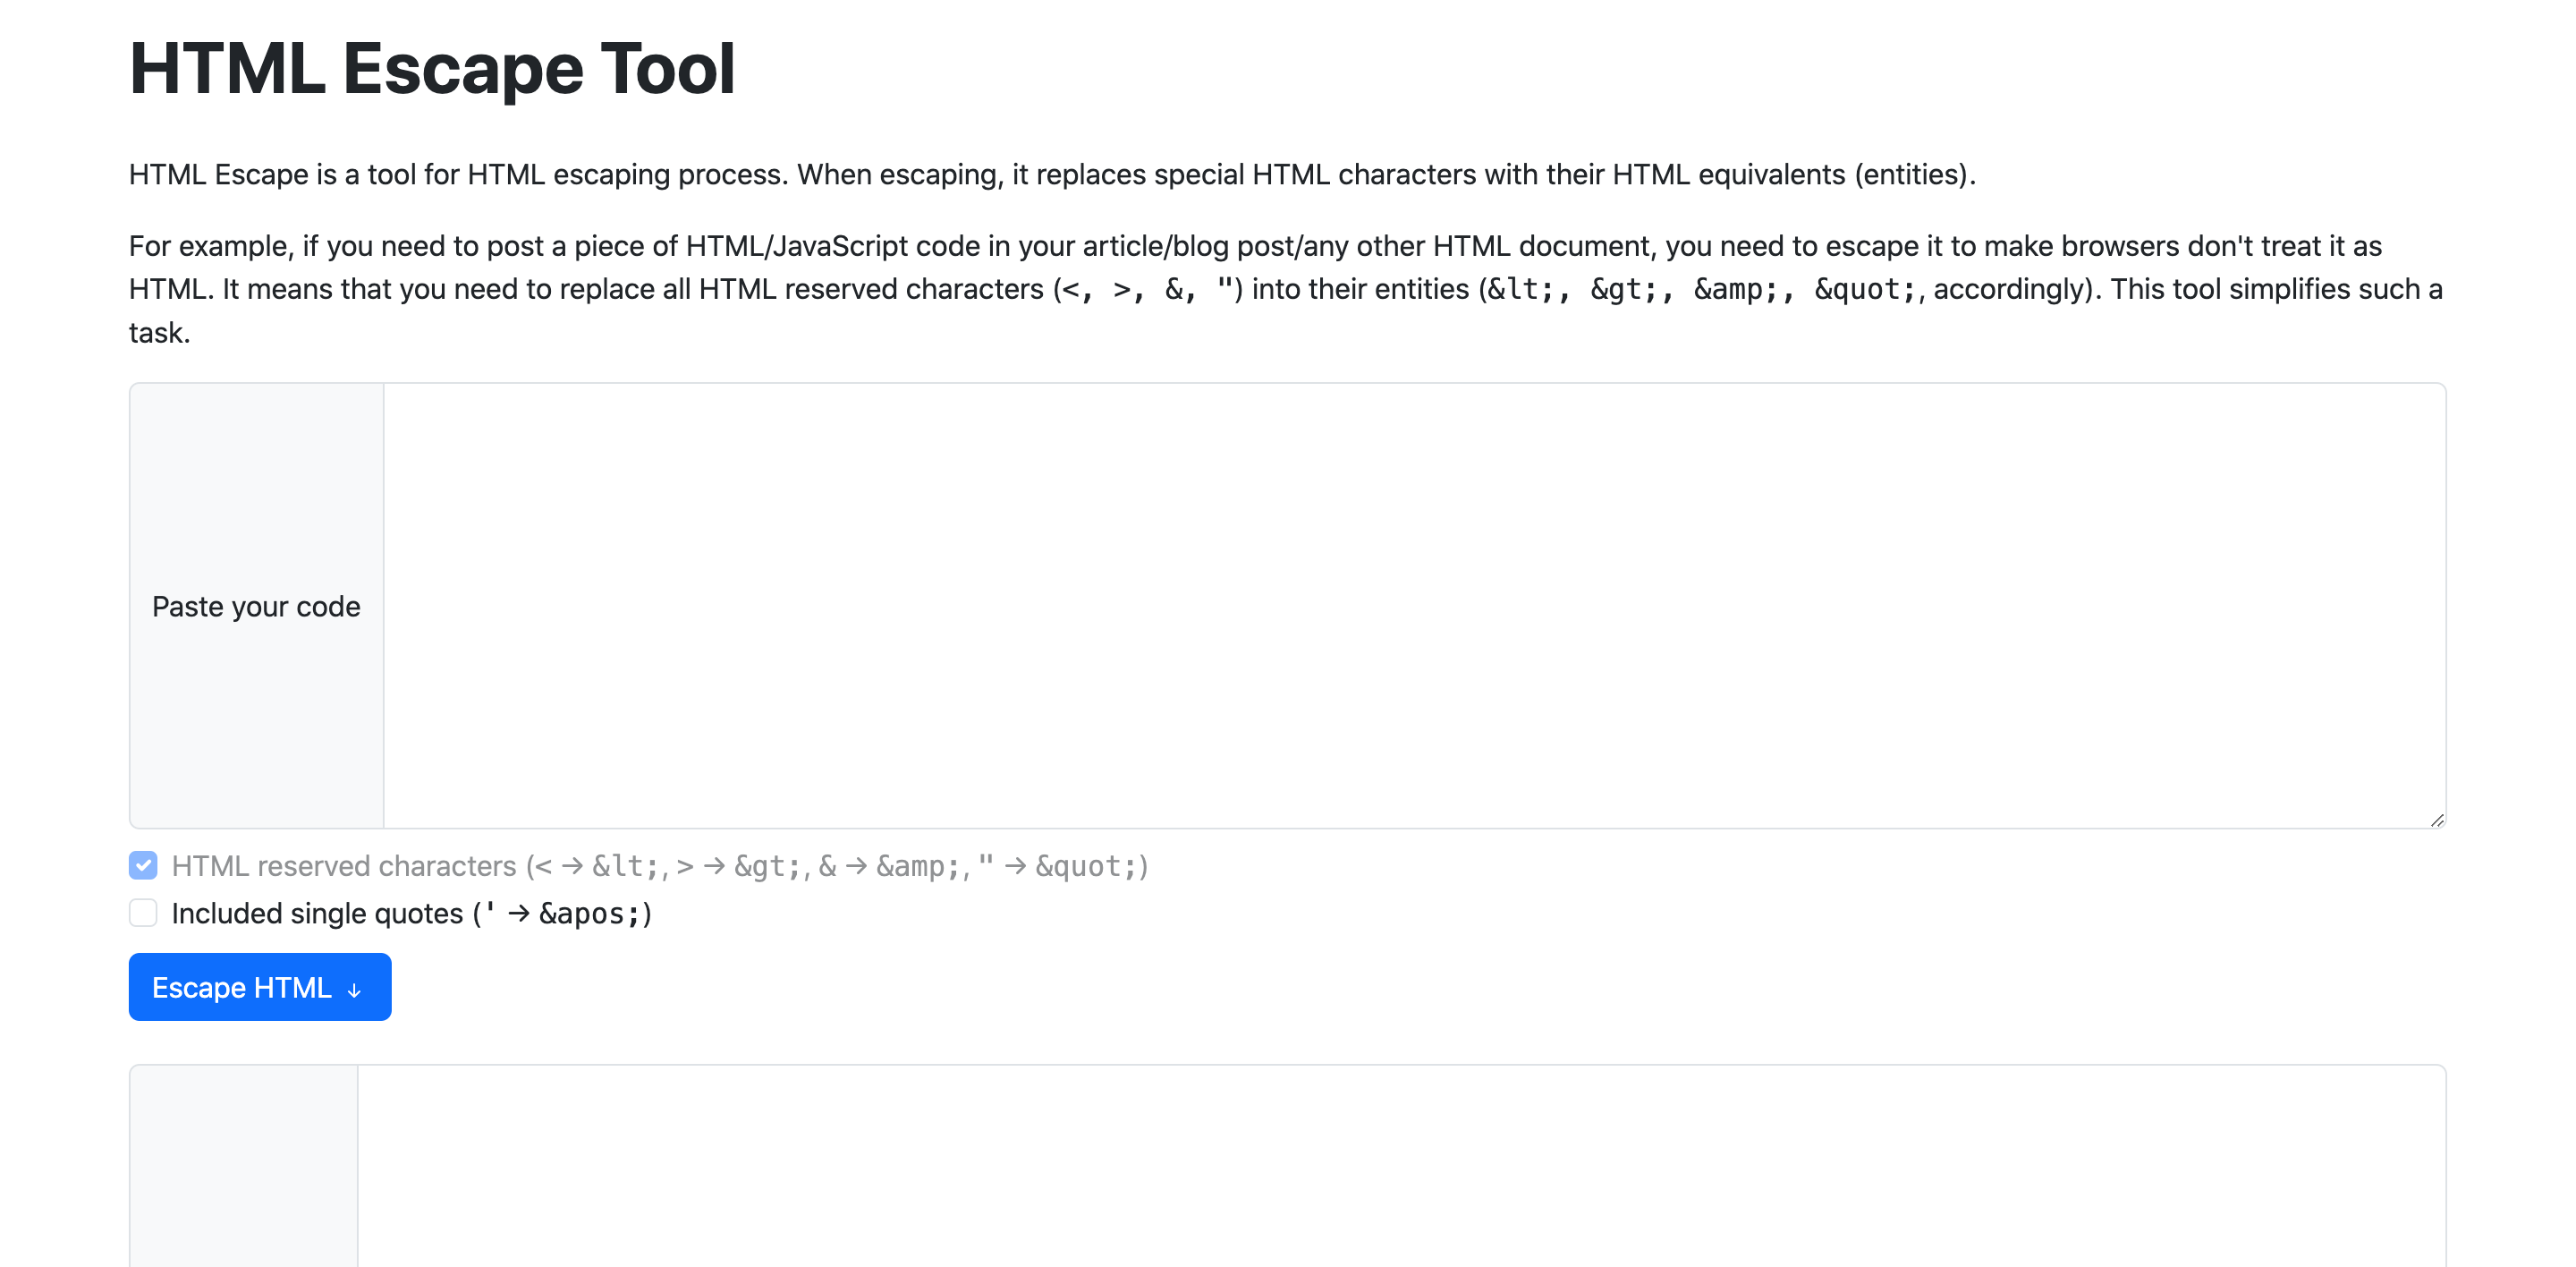 HTML Escape Tool
HTML Escape is a tool for HTML escaping process. When escaping, it replaces special HTML characters with their HTML equivalents (entities).
For example, if you need to post a piece of HTML/JavaScript code in your article/blog post/any other HTML document, you need to escape it to make browsers don't treat it as
HTML. It means that you need to replace all HTML reserved characters (<, >, &, ") into their entities (&lt;, &gt;, &amp;, &quot;, accordingly). This tool simplifies such a
task.
Paste your code
HTML reserved characters (< → &lt;, > → &gt;, & → &amp;, " → &quot;)
Included single quotes (' → &apos;)
Escape HTML ↓